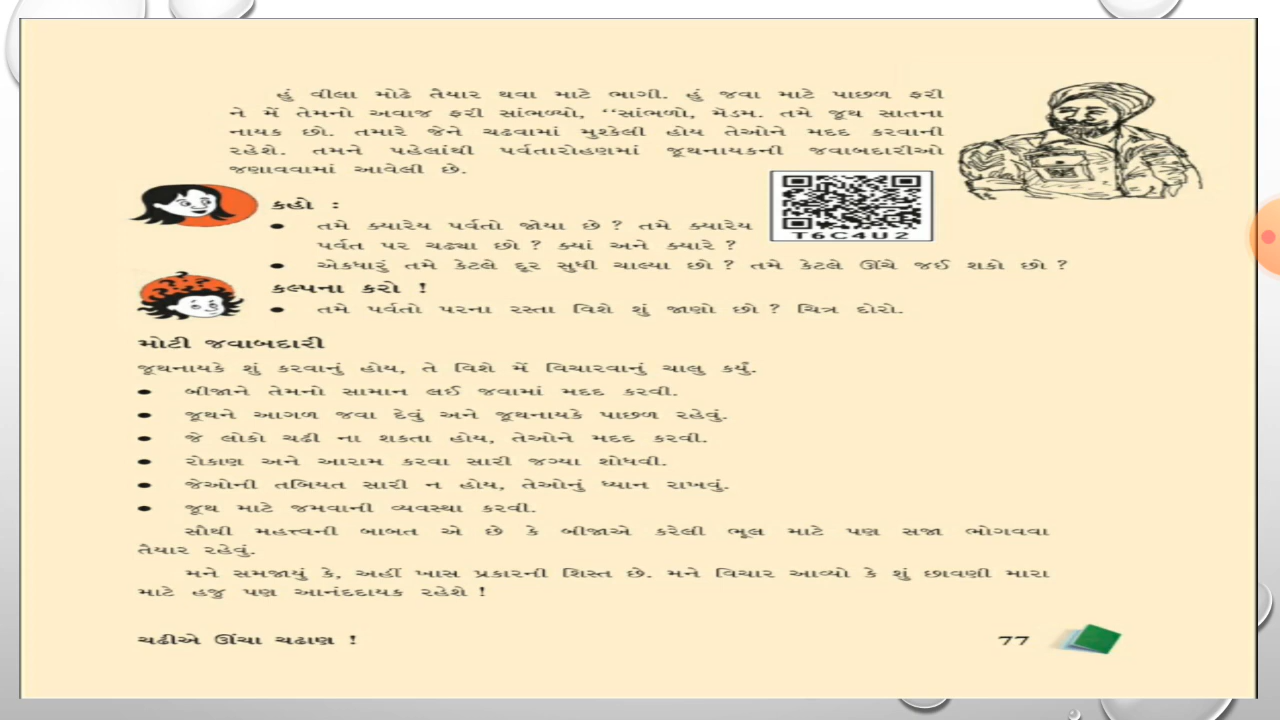 હું વીલા મોઢે તૈયાર થવા માટે ભાગી. હું જવા માટે પાછળ ફરી
ને મેં તેમનો અવાજ ફરી સાંભળ્યો, “સાંભળો, મૅડમ. તમે જૂથ સાતના
નાયક છો. તમારે જેને ચઢવામાં મુશ્કેલી હોય તેઓને મદદ કરવાની
રહેશે. તમને પહેલાંથી પર્વતારોહણમાં જૂથનાયકની જવાબદારીઓ
જણાવવામાં આવેલી છે.
T6C4U2
કહો :
● તમે ક્યારેય પર્વતો જોયા છે ? તમે ક્યારેય
પર્વત પર ચઢ્યા છો ? ક્યાં અને ક્યારે ?
● એકધારું તમે કેટલે દૂર સુધી ચાલ્યા છો ? તમે કેટલે ઊંચે જઈ શકો છો ?
કલ્પના કરો !
● તમે પર્વતો પરના રસ્તા વિશે શું જાણો છો ? ચિત્ર દોરો.
મોટી જવાબદારી
જૂથનાયકે શું કરવાનું હોય, તે વિશે મેં વિચારવાનું ચાલુ કર્યું.
● બીજાને તેમનો સામાન લઈ જવામાં મદદ કરવી.
● જૂથને આગળ જવા દેવું અને જૂથનાયકે પાછળ રહેવું.
● જે લોકો ચઢી ના શકતા હોય, તેઓને મદદ કરવી.
● રોકાણ અને આરામ કરવા સારી જગ્યા શોધવી.
● જેઓની તબિયત સારી ન હોય, તેઓનું ધ્યાન રાખવું.
● જૂથ માટે જમવાની વ્યવસ્થા કરવી.
સૌથી મહત્ત્વની બાબત એ છે કે બીજાએ કરેલી ભૂલ માટે પણ સજા ભોગવવા
તૈયાર રહેવું.
મને સમજાયું કે, અહીં ખાસ પ્રકારની શિસ્ત છે. મને વિચાર આવ્યો કે શું છાવણી મારા
માટે હજુ પણ આનંદદાયક રહેશે !
ચઢીએ ઊંચા ચઢાણ !
77